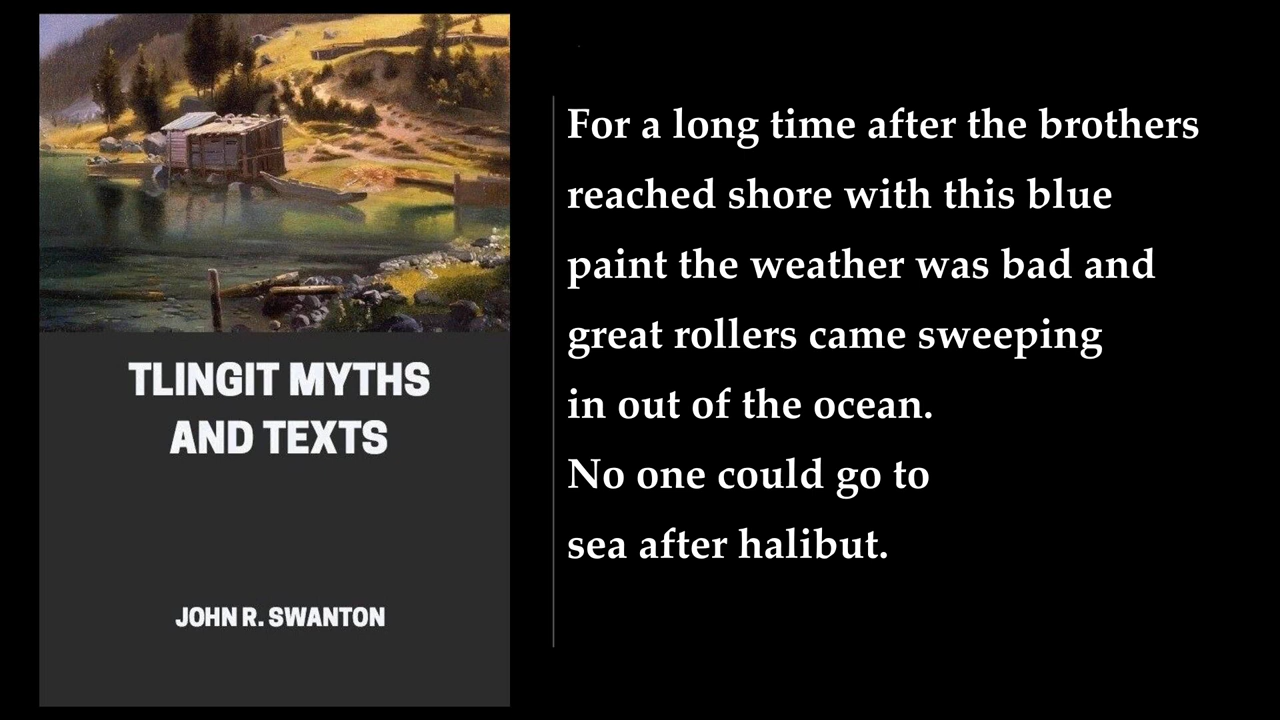 TLINGIT MYTHS
AND TEXTS
JOHN R. SWANTON
For a long time after the brothers
reached shore with this blue
paint the weather was bad and
great rollers came sweeping
in out of the ocean.
No one could go to
sea after halibut.